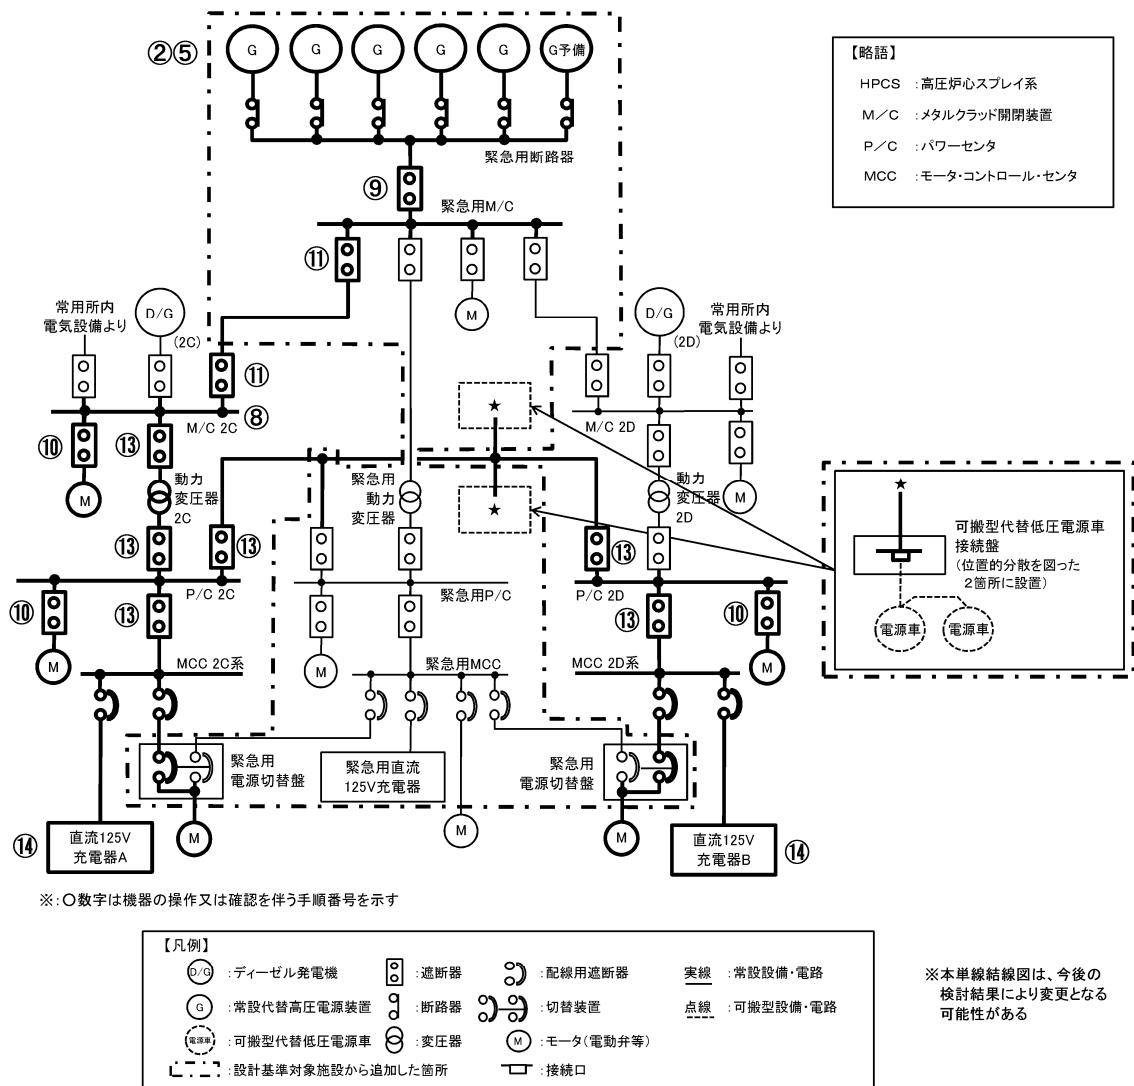 ②⑤
G
G
G
G
G
G予備
緊急用断路器
⑨
緊急用M/C
⑪
M
常用所内
電気設備より
D/G
(2C)
⑪
M/C 2C
⑧
D/G
(2D)
常用所内
電気設備より
M/C 2D
⑩
⑬
M
動力
変圧器
2C
★
★
緊急用
動力
変圧器
動力
変圧器
2D
M
⑬
⑬
⑬
P/C 2C
緊急用P/C
P/C 2D
⑩
⑬
M
M
⑬
⑩
M
MCC 2C系
緊急用MCC
MCC 2D系
緊急用
電源切替盤
緊急用直流
125V充電器
緊急用
電源切替盤
M
M
M
⑭
直流125V
充電器A
直流125V
充電器B
⑭
【略語】
HPCS :高圧炉心スプレイ系
M/C :メタルクラッド開閉装置
P/C :パワーセンタ
MCC :モータ・コントロール・センタ
★
可搬型代替低圧電源車
接続盤
(位置的分散を図った
2箇所に設置)
電源車
電源車
※:○数字は機器の操作又は確認を伴う手順番号を示す
【凡例】
D/G :ディーゼル発電機
:遮断器
:配線用遮断器
実線 :常設設備・電路
G :常設代替高圧電源装置
:断路器
:切替装置
点線 :可搬型設備・電路
電源車 :可搬型代替低圧電源車
:変圧器
M :モータ(電動弁等)
:設計基準対象施設から追加した箇所
:接続口
※本単線結線図は、今後の
検討結果により変更となる
可能性がある